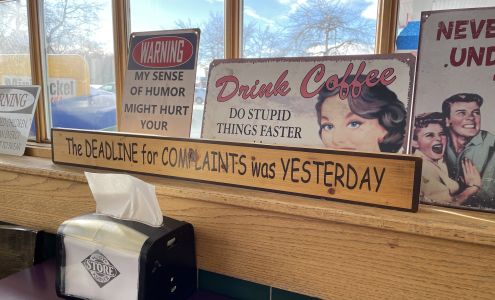 WARNING
WARNING
MY SENSE
OF HUMOR
MIGHT HURT
YOUR
Drink Coffee
DO STUPID
THINGS FASTER
NEVER
UND
The DEADLINE for COMPLAINTS was YESTERDAY
STORE